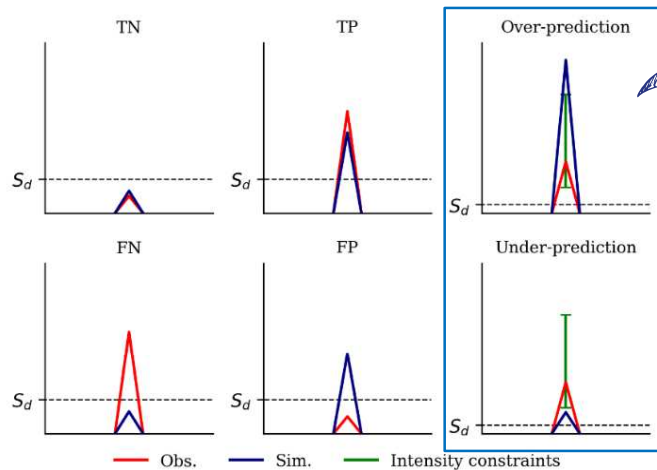 TN
TP
Over-prediction
S_d
S_d
S_d
FN
FP
Under-prediction
S_d
S_d
S_d
Obs.
Sim.
Intensity constraints